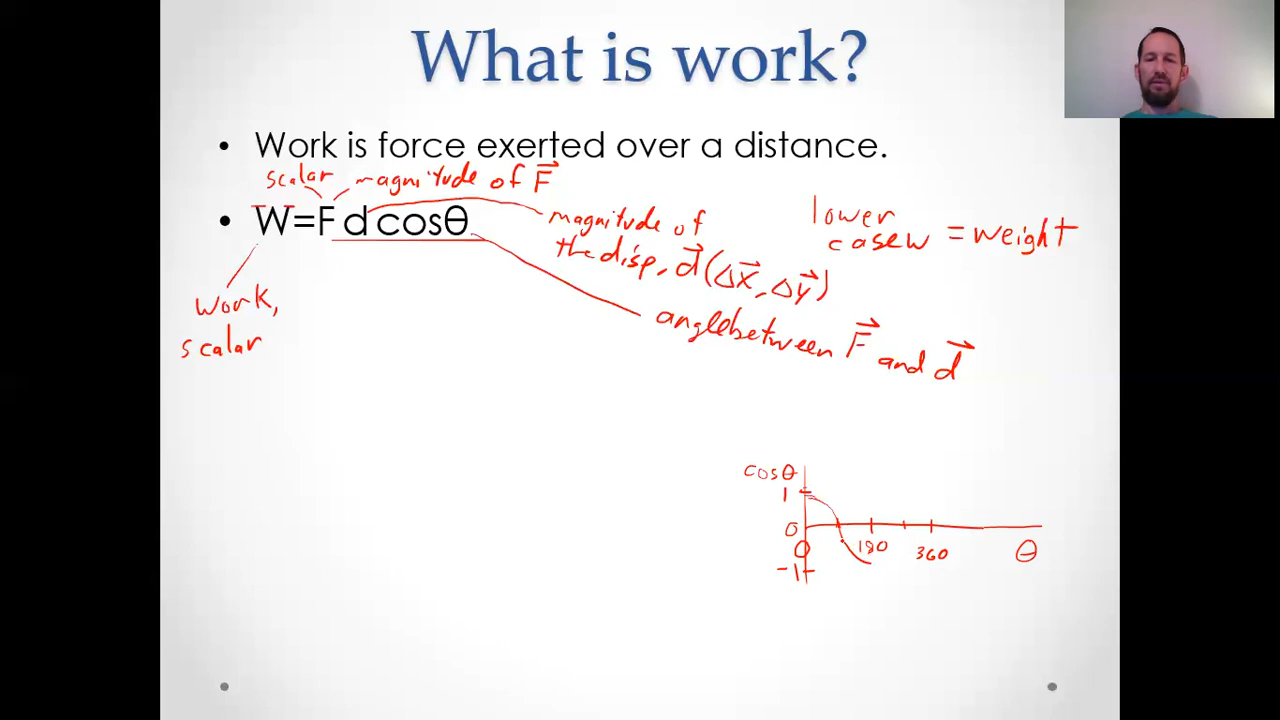 What is work?
• Work is force exerted over a distance.
scalar magnitude of F⃗
• W=F d cosθ
magnitude of
the disp, d⃗ (Δx⃗, Δy⃗)
lower
case w = weight
work,
scalar
angle between F⃗ and d⃗
cosθ
1
0
0 180 360 θ
-1